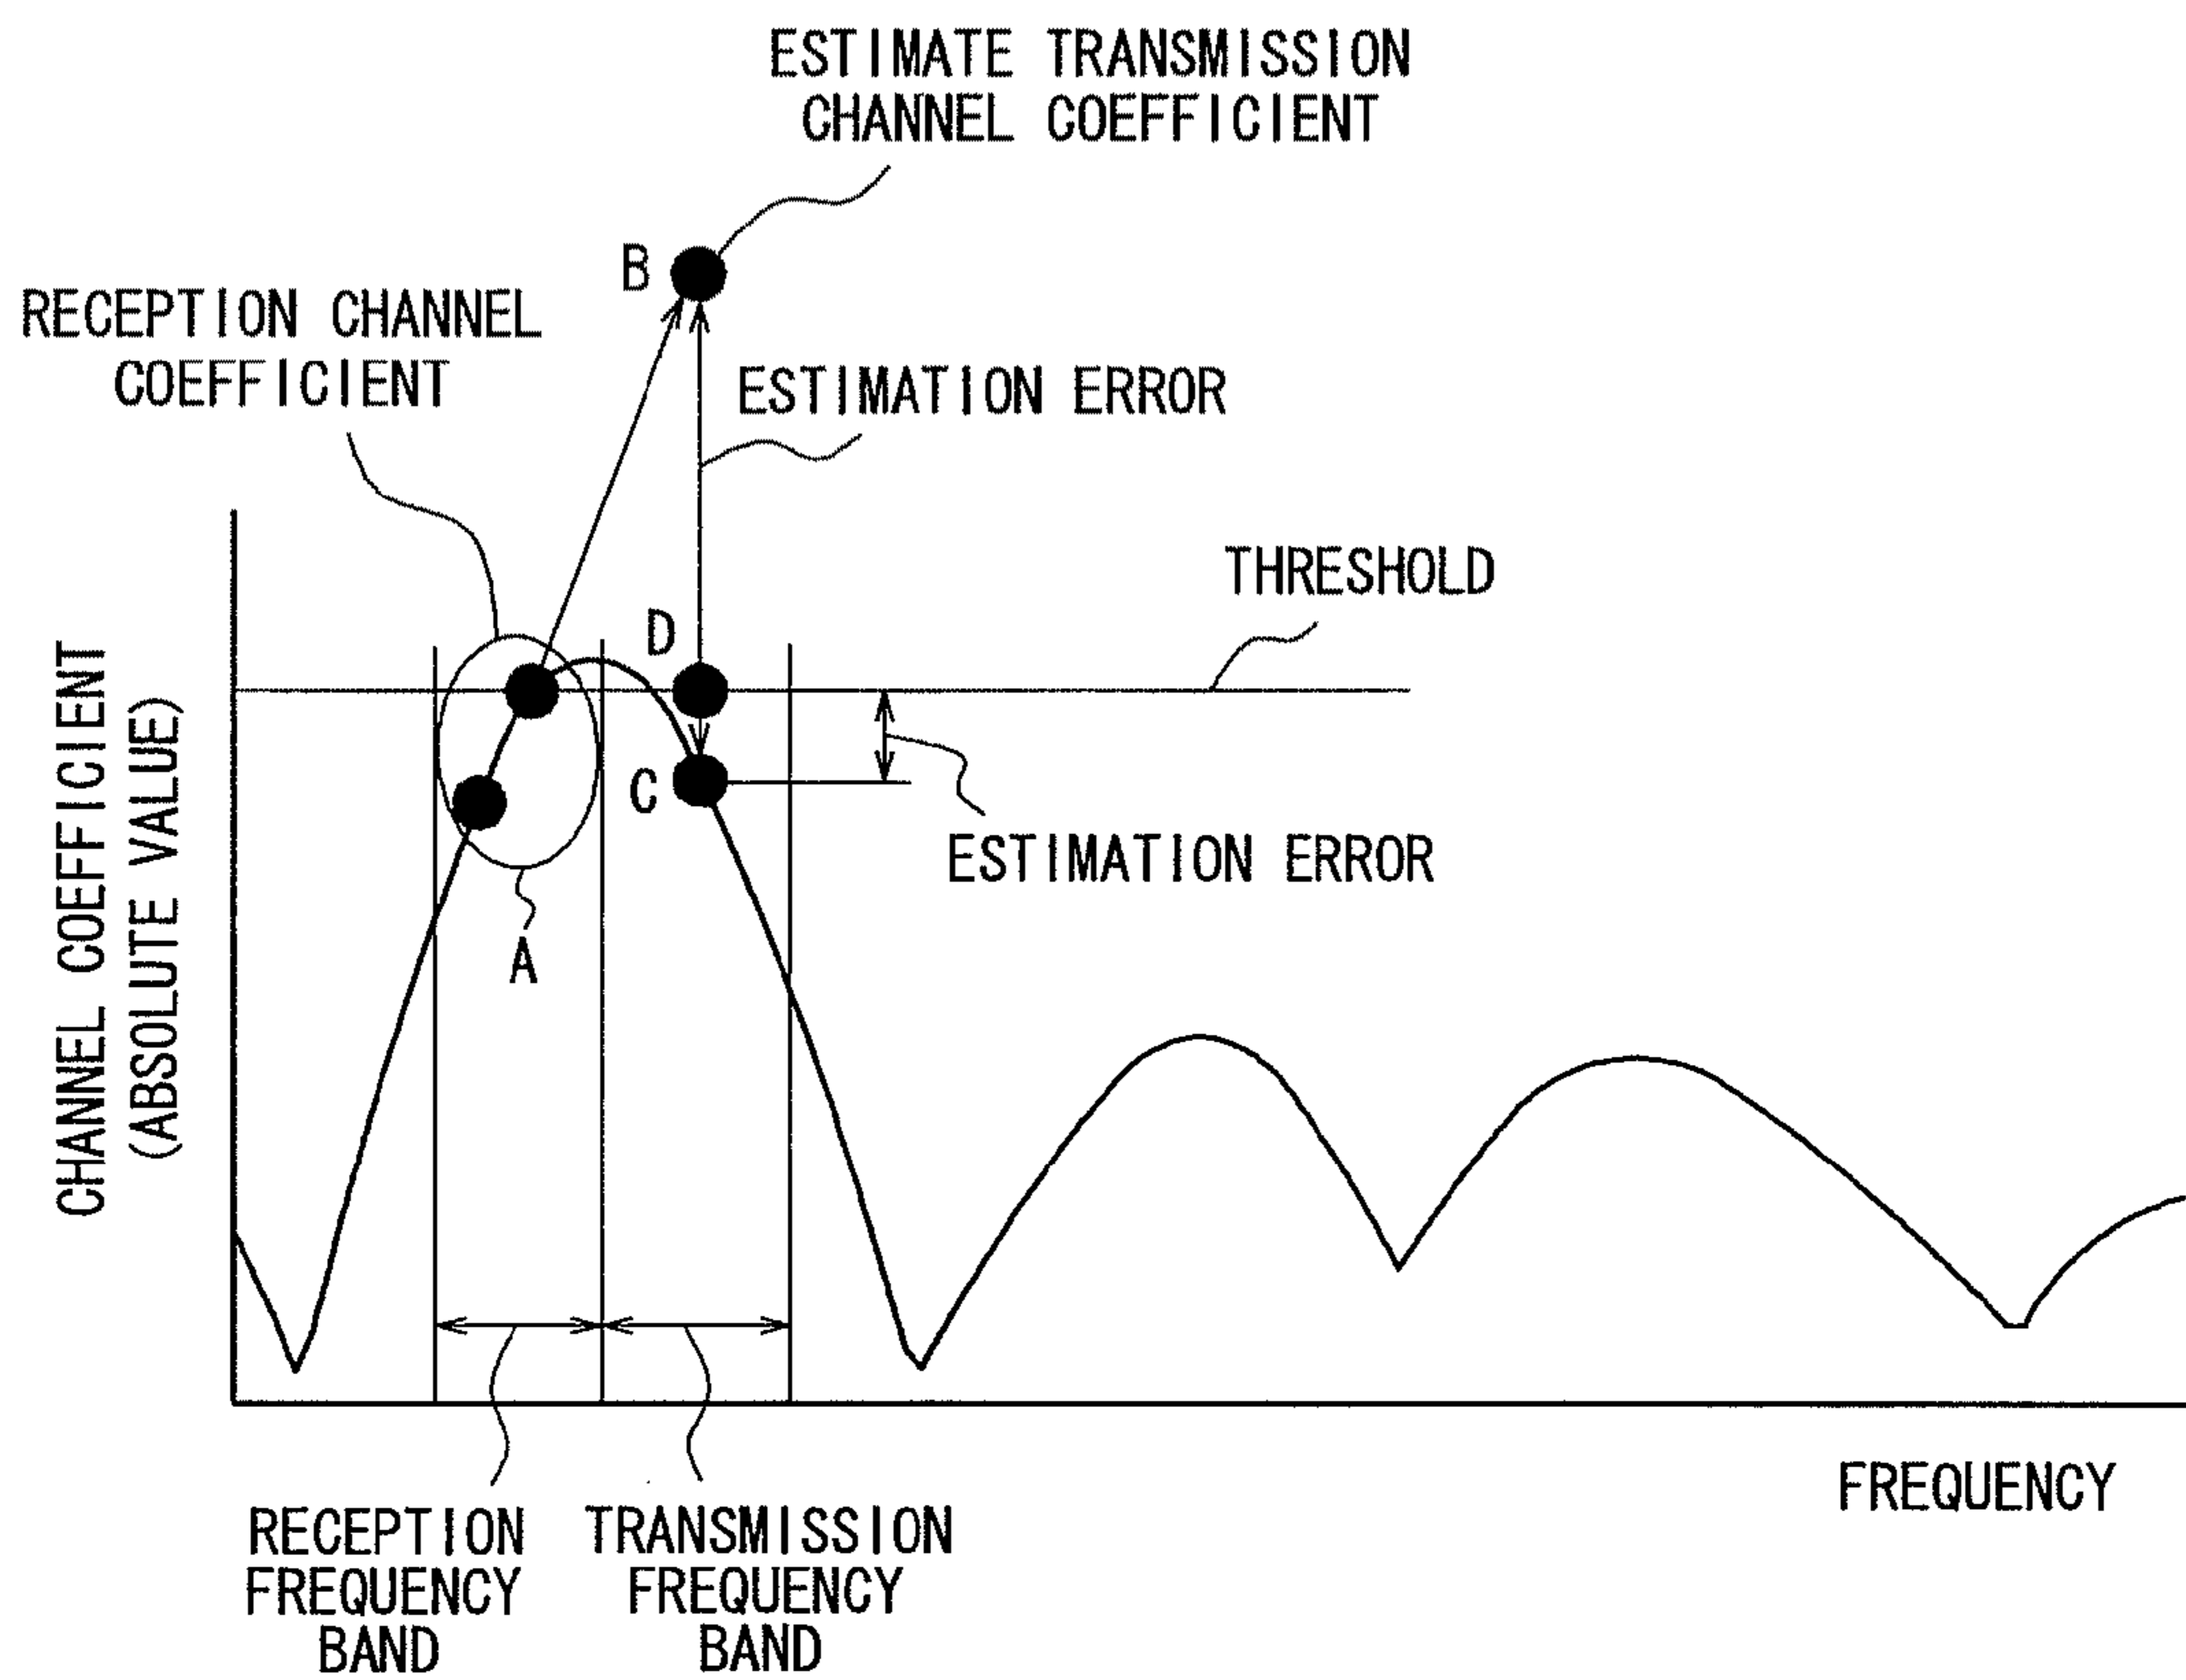 ESTIMATE TRANSMISSION
CHANNEL COEFFICIENT
B
RECEPTION CHANNEL
COEFFICIENT
ESTIMATION ERROR
THRESHOLD
D
C
ESTIMATION ERROR
A
CHANNEL COEFFICIENT
(ABSOLUTE VALUE)
FREQUENCY
RECEPTION
FREQUENCY
BAND
TRANSMISSION
FREQUENCY
BAND